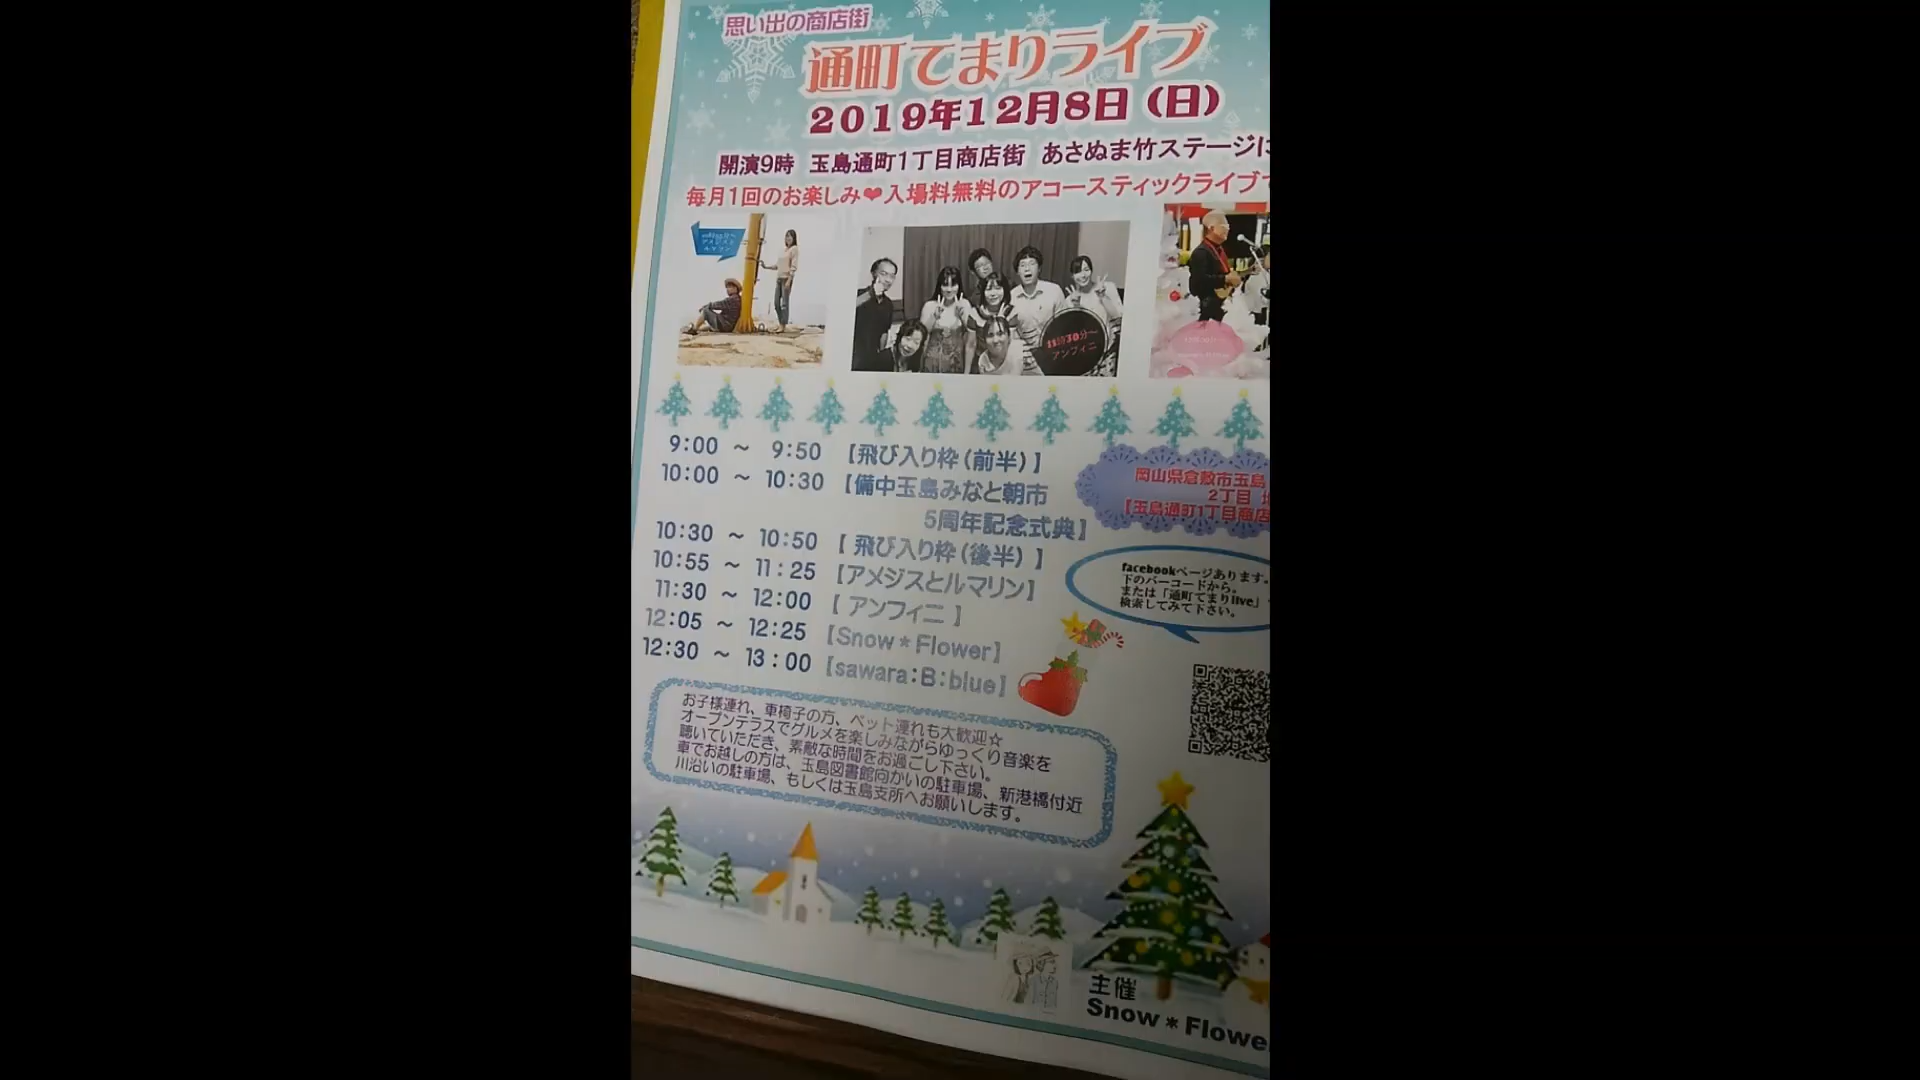 思い出の商店街
通町てまりライブ
2019年12月8日(日)
開演9時 玉島通町1丁目商店街 あさぬま竹ステージに
毎月1回のお楽しみ❤入場料無料のアコースティックライブで
11時30分~
アンフィニ
9:00 ~ 9:50 【飛び入り枠(前半)】
10:00 ~ 10:30 【備中玉島みなと朝市
5周年記念式典】
10:30 ~ 10:50 【 飛び入り枠(後半) 】
10:55 ~ 11:25 【アメジスとルマリン】
11:30 ~ 12:00 【 アンフィニ 】
12:05 ~ 12:25 【Snow*Flower】
12:30 ~ 13:00 【sawara:B:blue】
岡山県倉敷市玉島
2丁目
【玉島通町1丁目商店
facebookページあります。
下のバーコードから。
または「通町てまりlive」
検索してみて下さい。
お子様連れ、車椅子の方、ペット連れも大歓迎☆
オープンテラスでグルメを楽しみながらゆっくり音楽を
聴いていただき、素敵な時間をお過ごし下さい。
車でお越しの方は、玉島図書館向かいの駐車場、新港橋付近
川沿いの駐車場、もしくは玉島支所へお願いします。
主催
Snow*Flowe